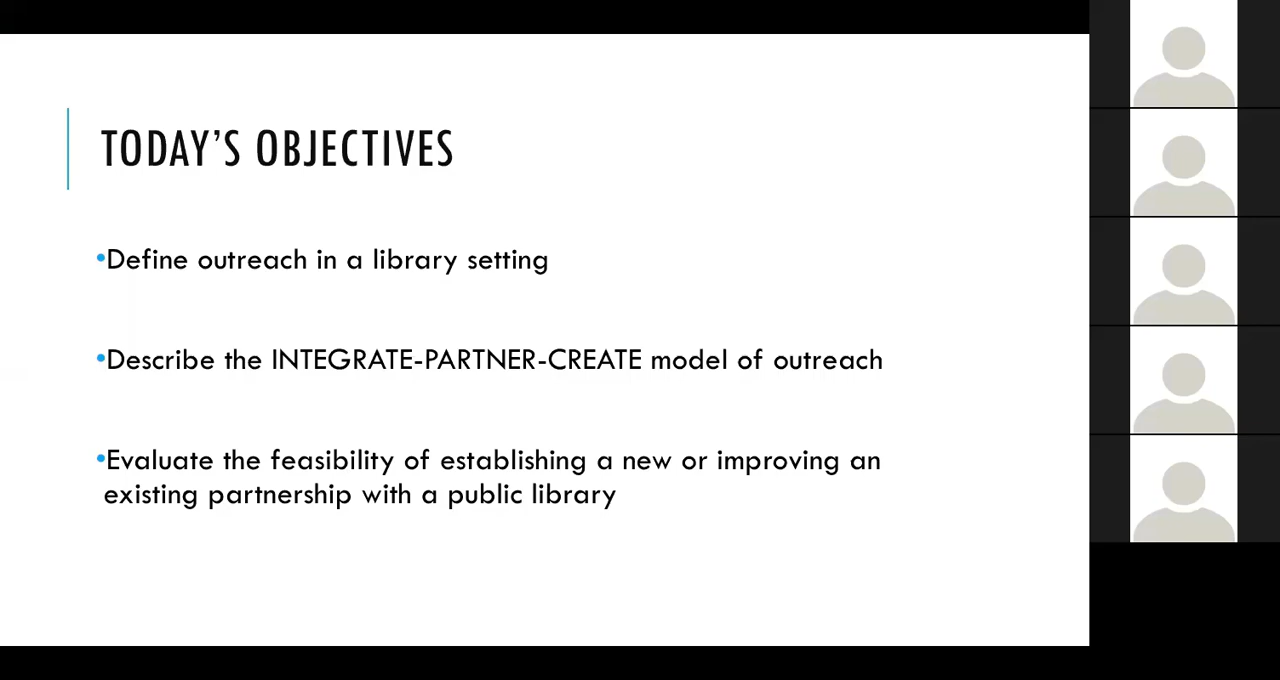 TODAY'S OBJECTIVES
•Define outreach in a library setting
•Describe the INTEGRATE-PARTNER-CREATE model of outreach
•Evaluate the feasibility of establishing a new or improving an
existing partnership with a public library